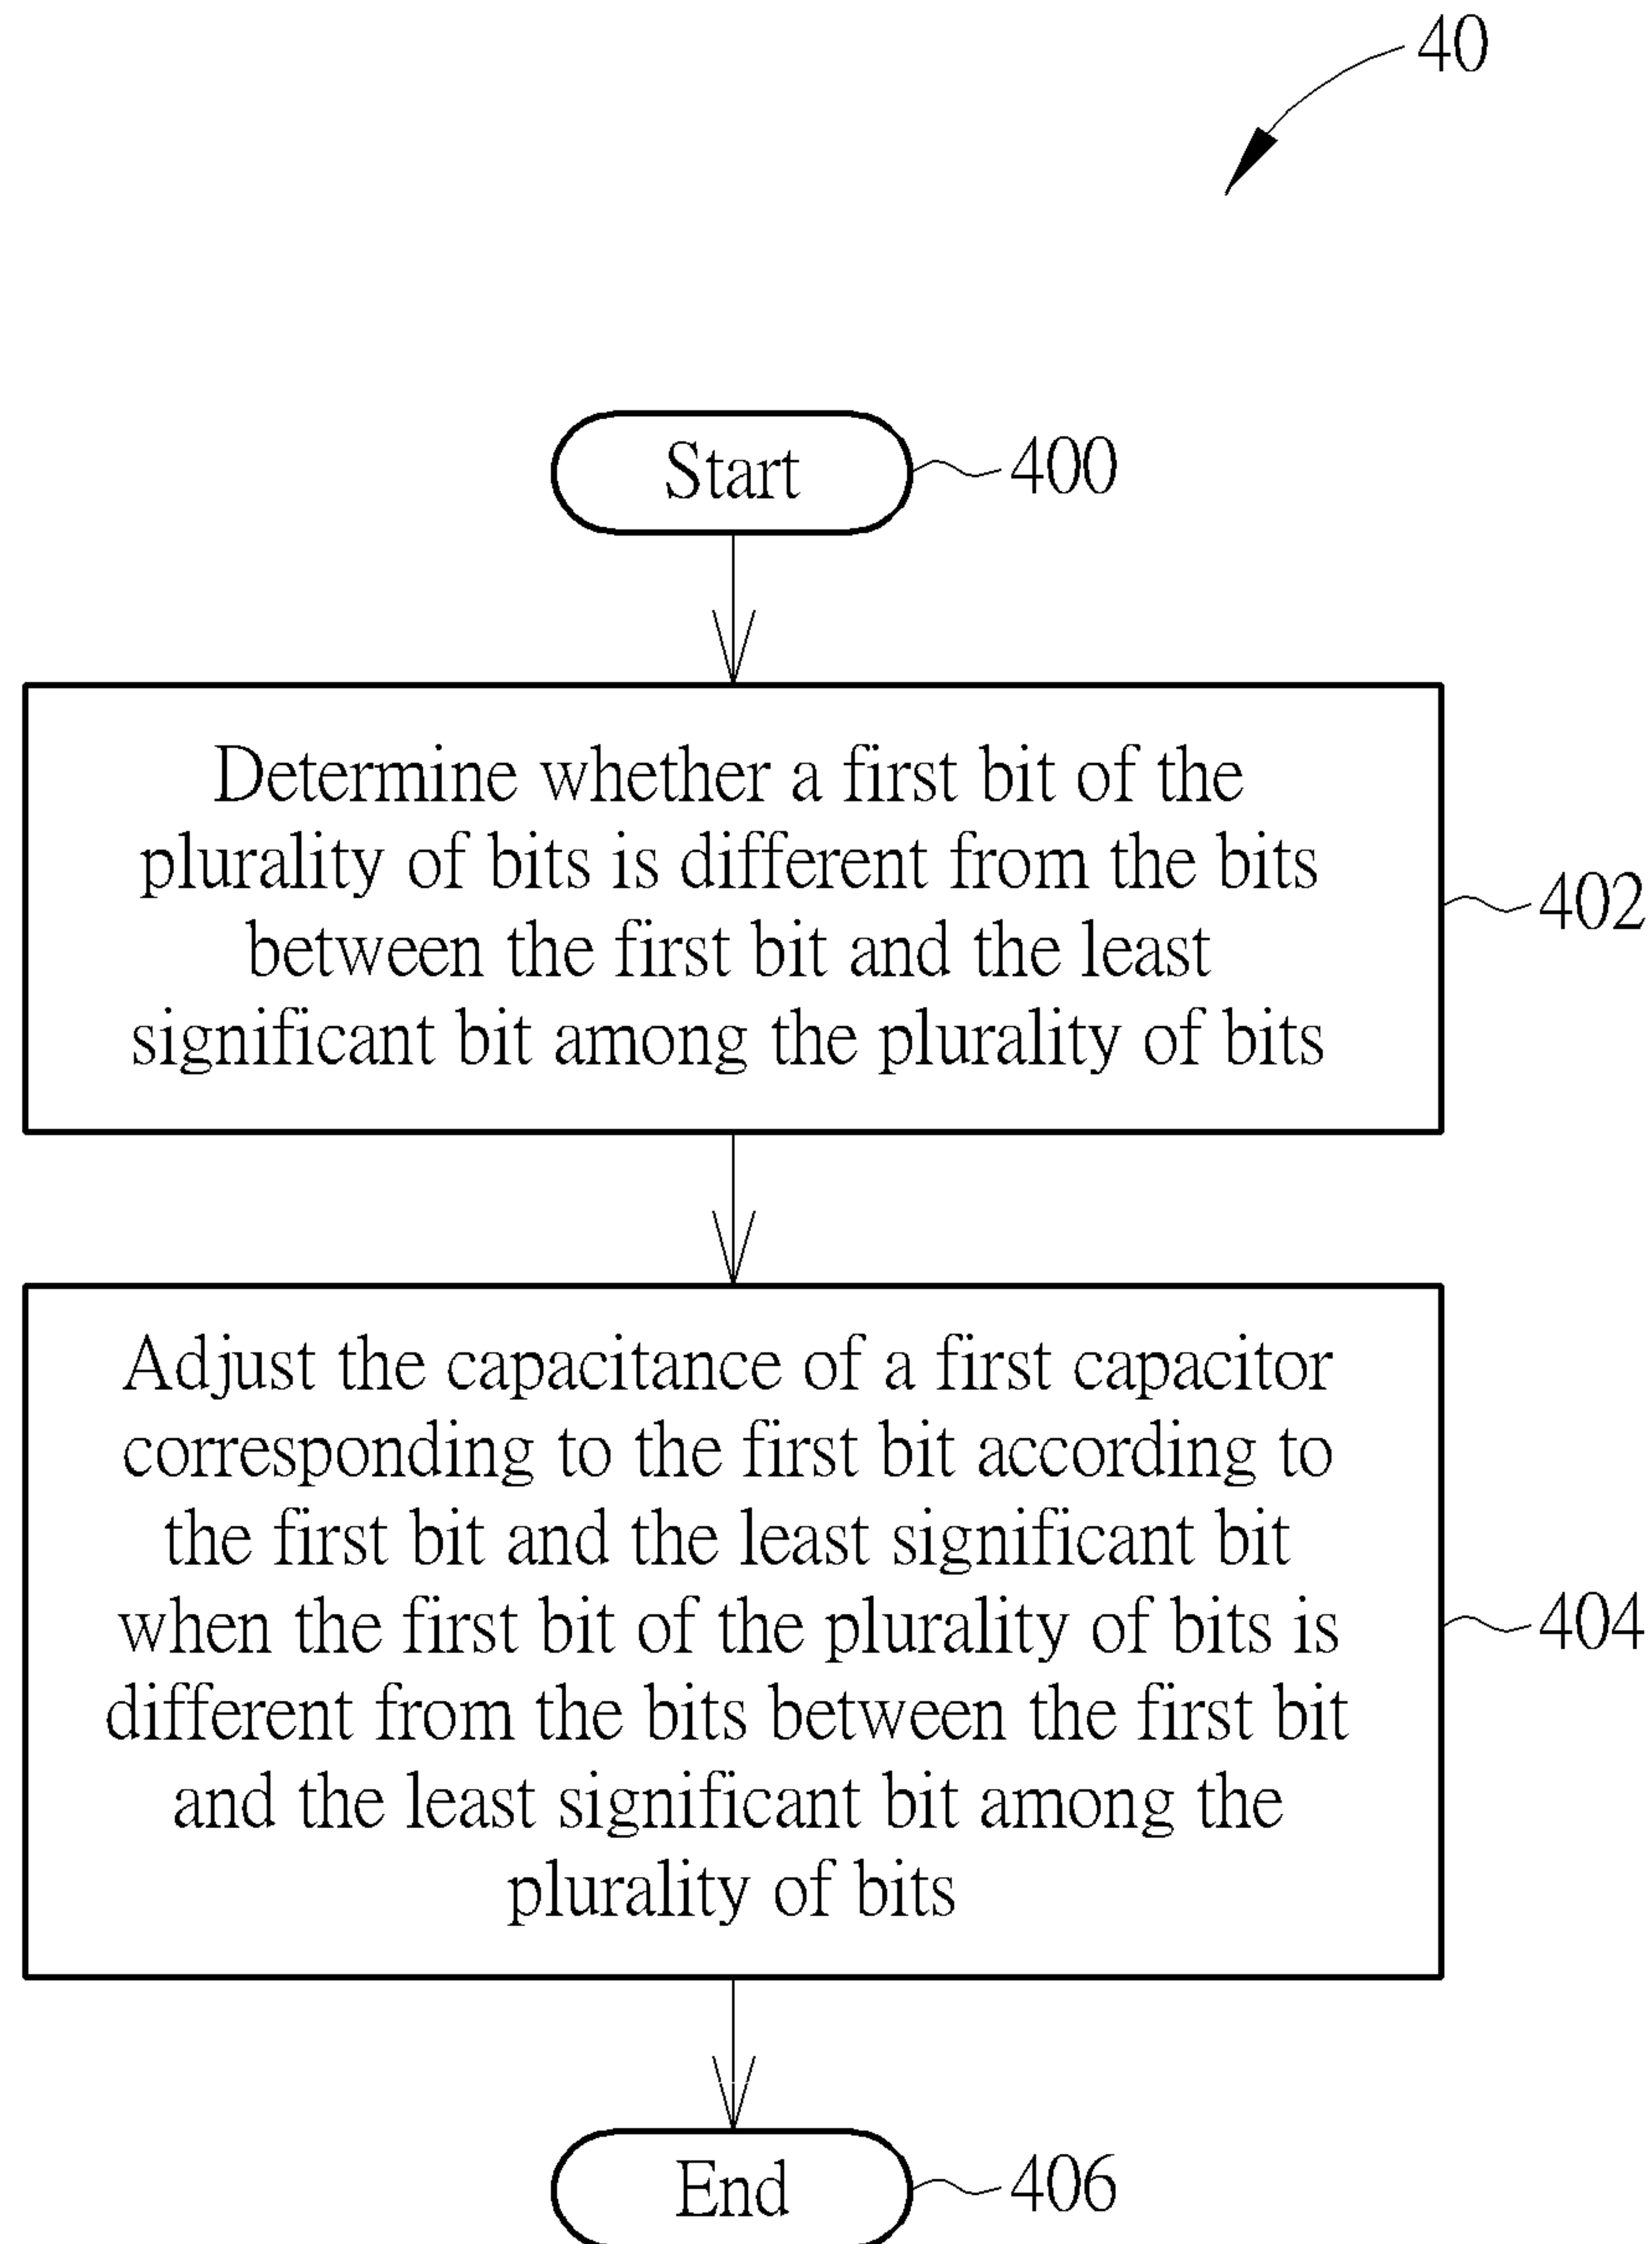 40
Start
400
Determine whether a first bit of the
plurality of bits is different from the bits
between the first bit and the least
significant bit among the plurality of bits
402
Adjust the capacitance of a first capacitor
corresponding to the first bit according to
the first bit and the least significant bit
when the first bit of the plurality of bits is
different from the bits between the first bit
and the least significant bit among the
plurality of bits
404
End
406